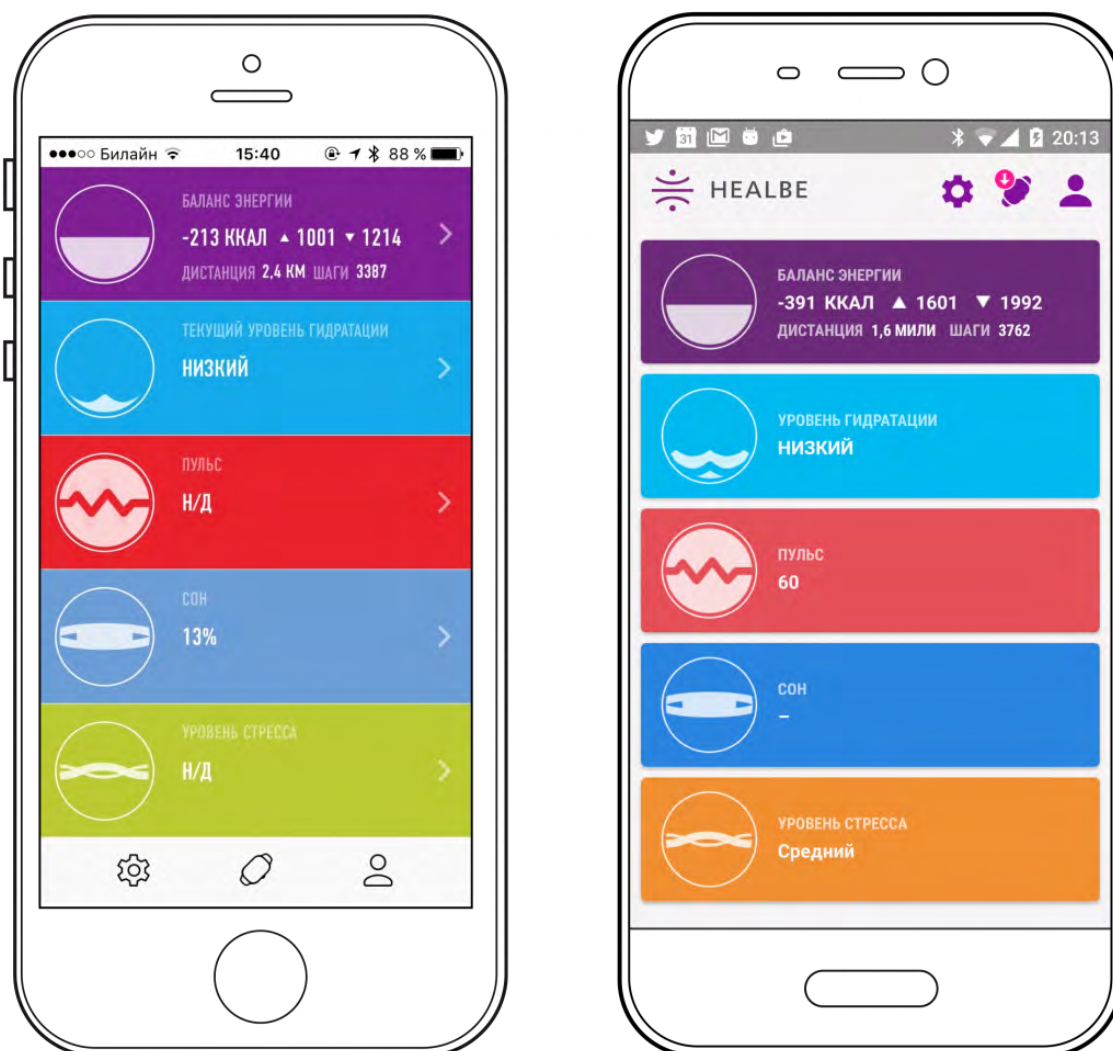 Билайн 15:40 88 %
БАЛАНС ЭНЕРГИИ
-213 ККАЛ ▲ 1001 ▼ 1214
ДИСТАНЦИЯ 2,4 КМ ШАГИ 3387
ТЕКУЩИЙ УРОВЕНЬ ГИДРАТАЦИИ
НИЗКИЙ
ПУЛЬС
Н/Д
СОН
13%
УРОВЕНЬ СТРЕССА
Н/Д
31 20:13
HEALBE
БАЛАНС ЭНЕРГИИ
-391 ККАЛ ▲ 1601 ▼ 1992
ДИСТАНЦИЯ 1,6 МИЛИ ШАГИ 3762
УРОВЕНЬ ГИДРАТАЦИИ
НИЗКИЙ
ПУЛЬС
60
СОН
–
УРОВЕНЬ СТРЕССА
Средний